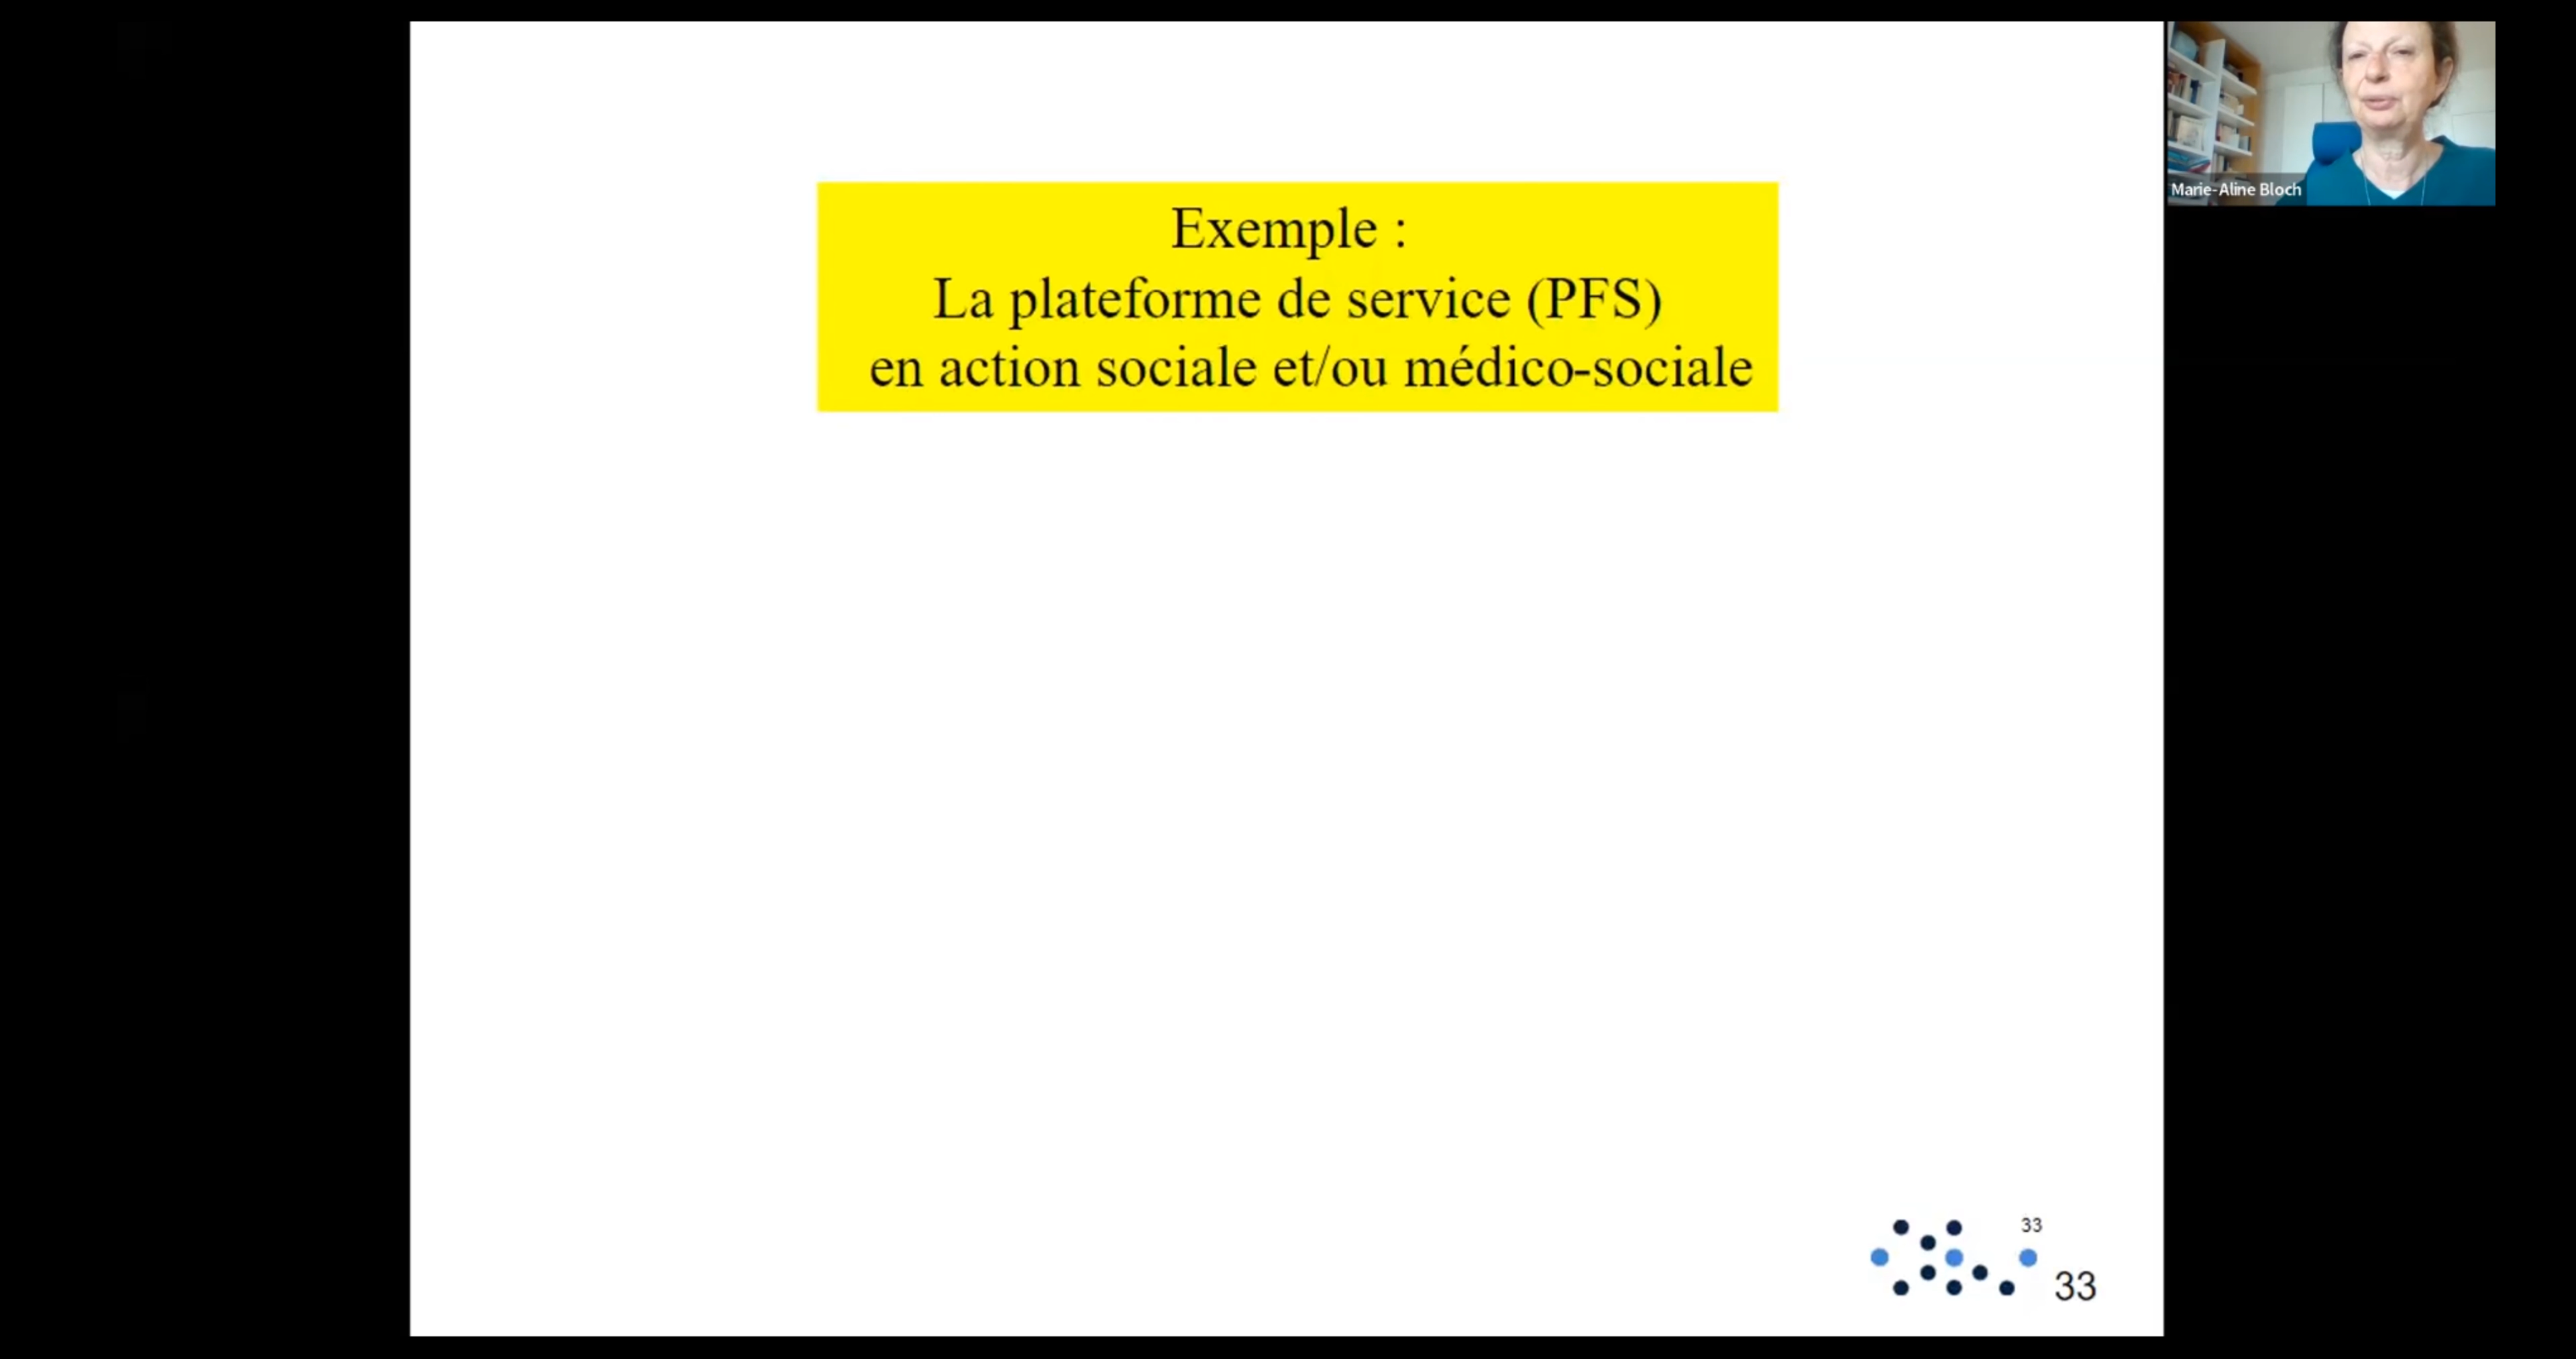 Exemple :
La plateforme de service (PFS)
en action sociale et/ou médico-sociale
Marie-Aline Bloch
33
33